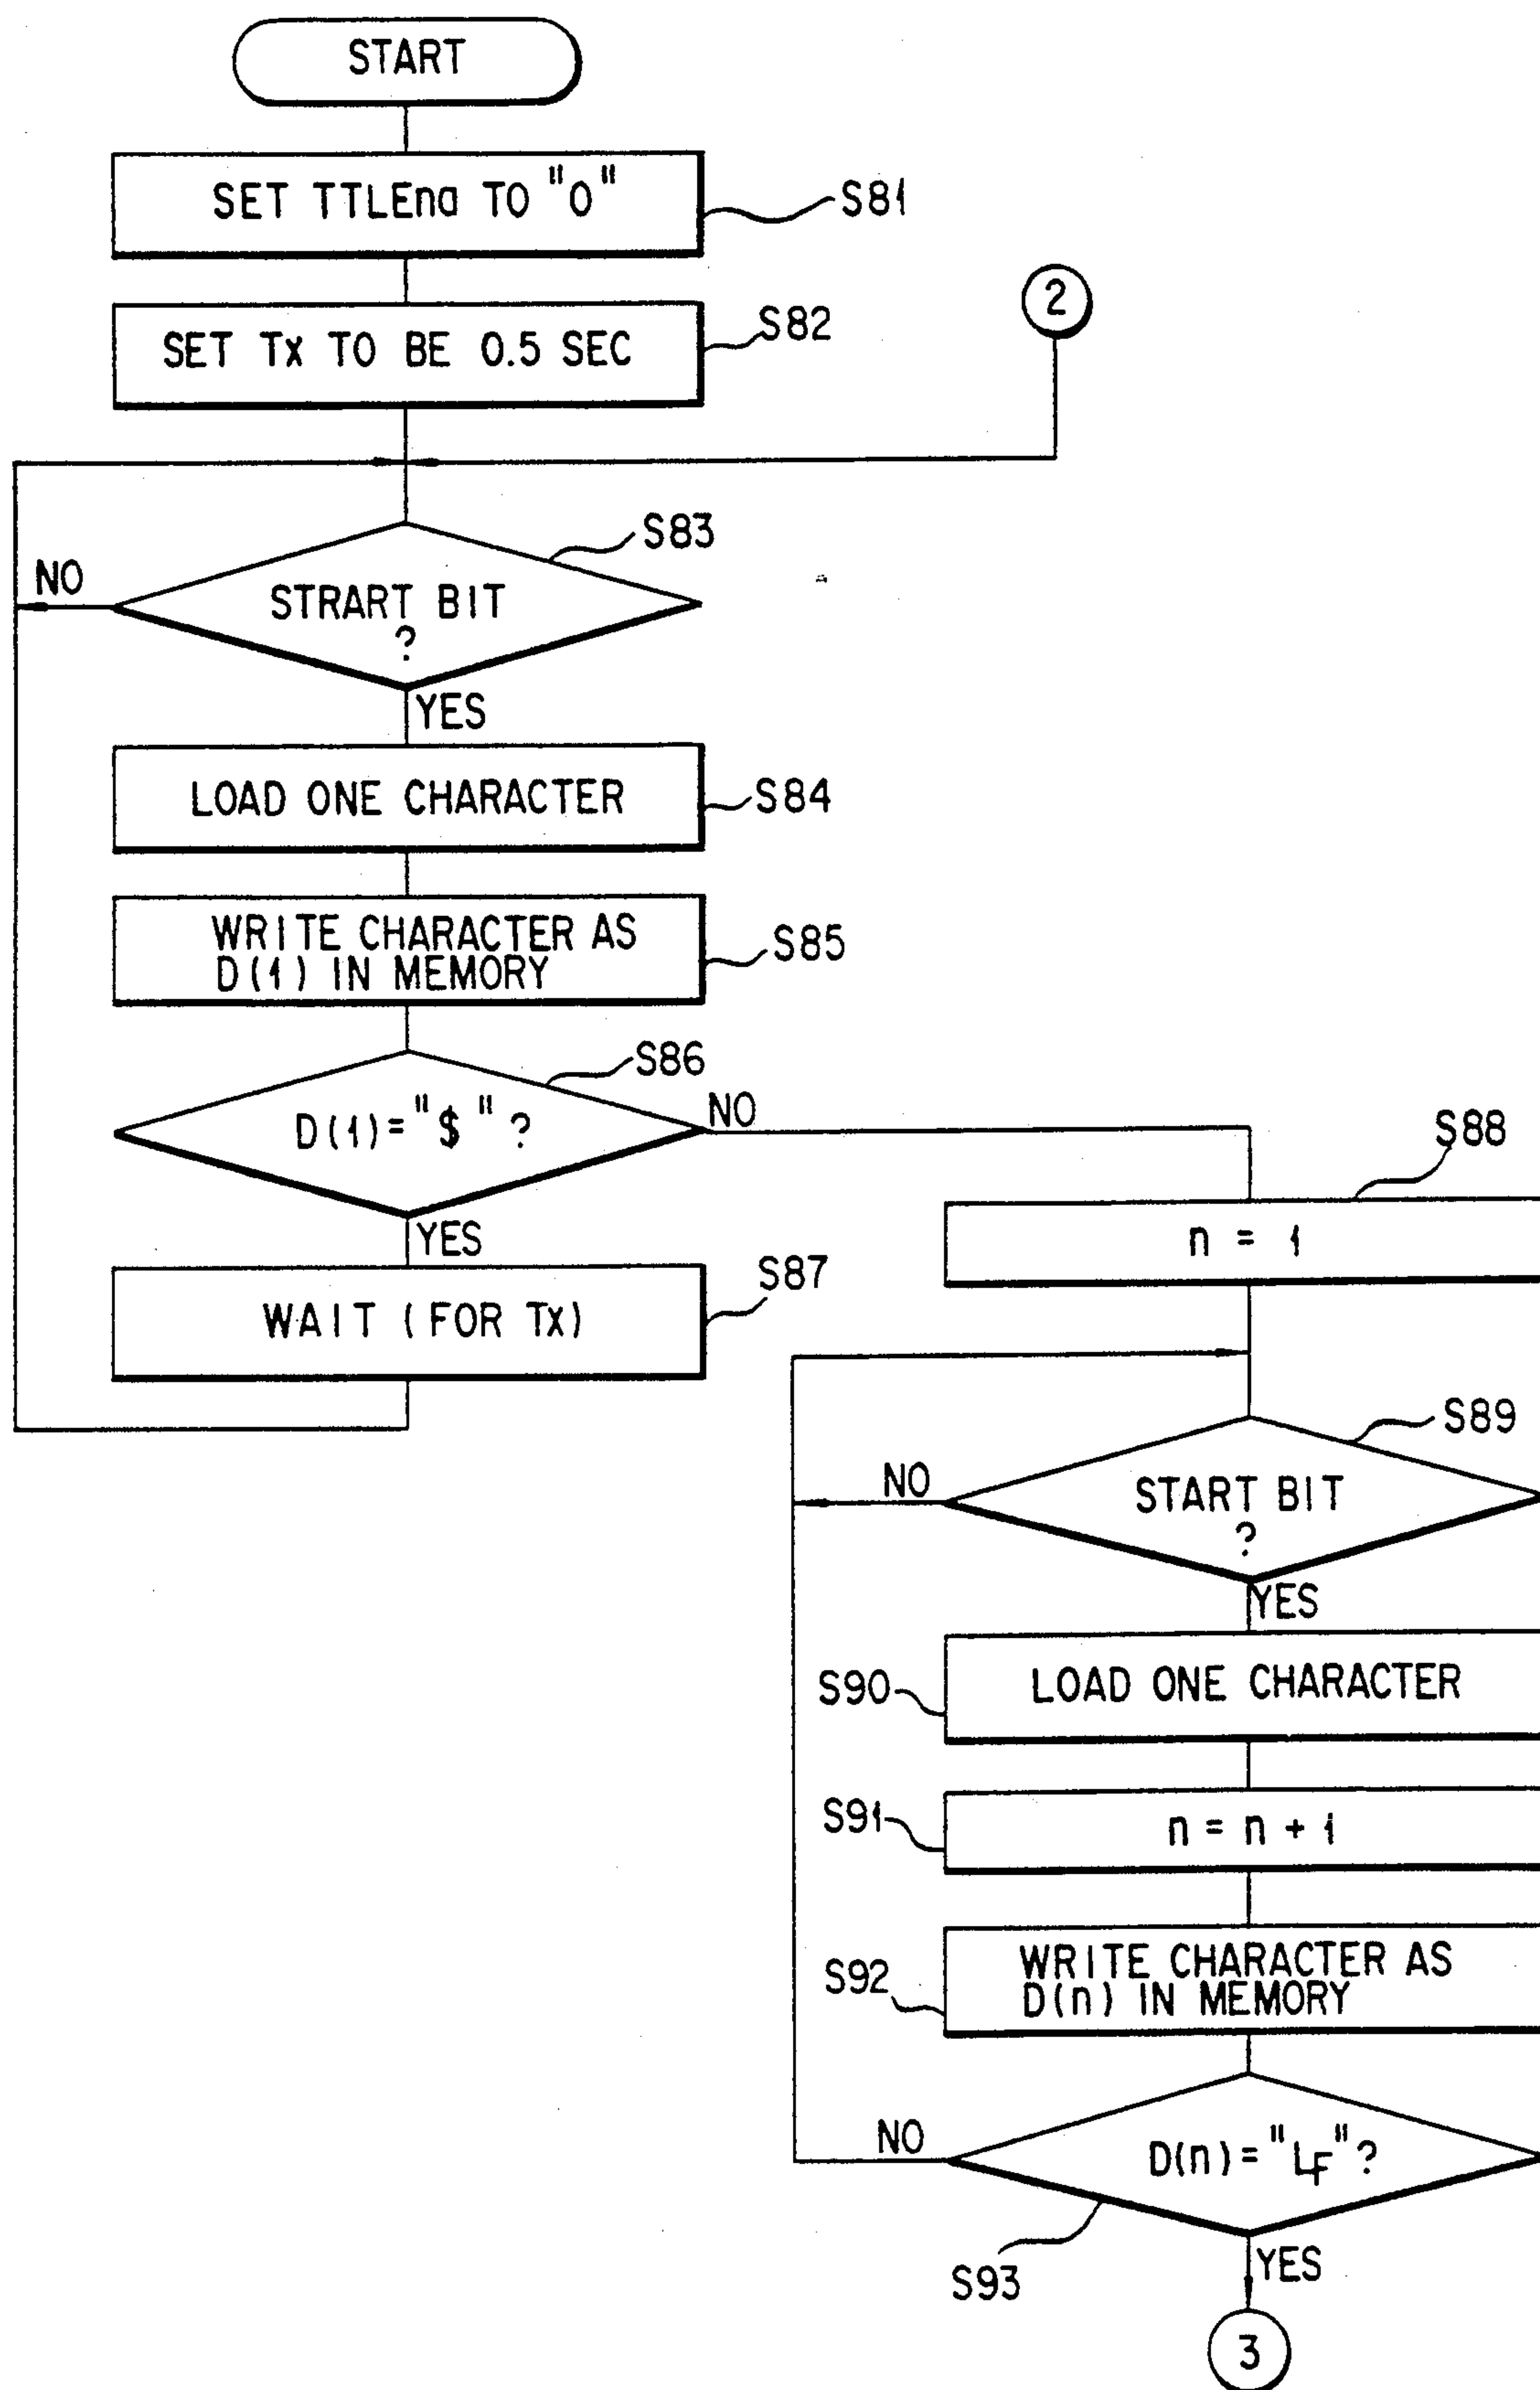 START
SET TTLEna TO "0"
S81
2
SET Tx TO BE 0.5 SEC
S82
S83
NO
STRART BIT
?
YES
LOAD ONE CHARACTER
S84
WRITE CHARACTER AS
D(1) IN MEMORY
S85
S86
D(1)="$"?
NO
YES
WAIT (FOR Tx)
S87
S88
n = 1
S89
NO
START BIT
?
YES
S90
LOAD ONE CHARACTER
S91
n = n + 1
S92
WRITE CHARACTER AS
D(n) IN MEMORY
NO
D(n)="LF"?
S93
YES
3